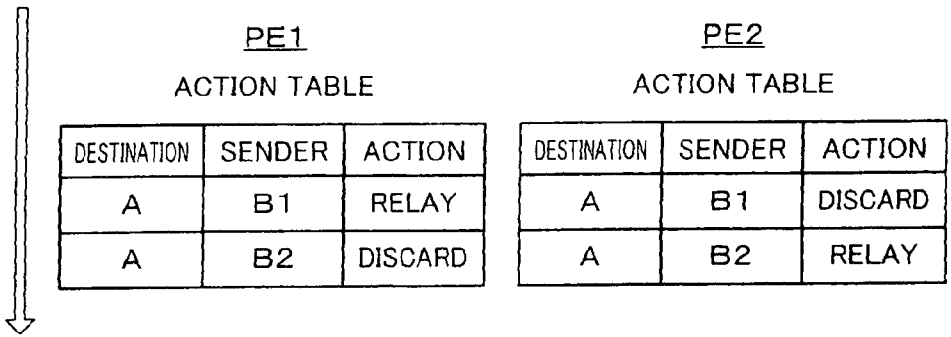 PE1
ACTION TABLE
DESTINATION SENDER ACTION
A B1 RELAY
A B2 DISCARD
PE2
ACTION TABLE
DESTINATION SENDER ACTION
A B1 DISCARD
A B2 RELAY